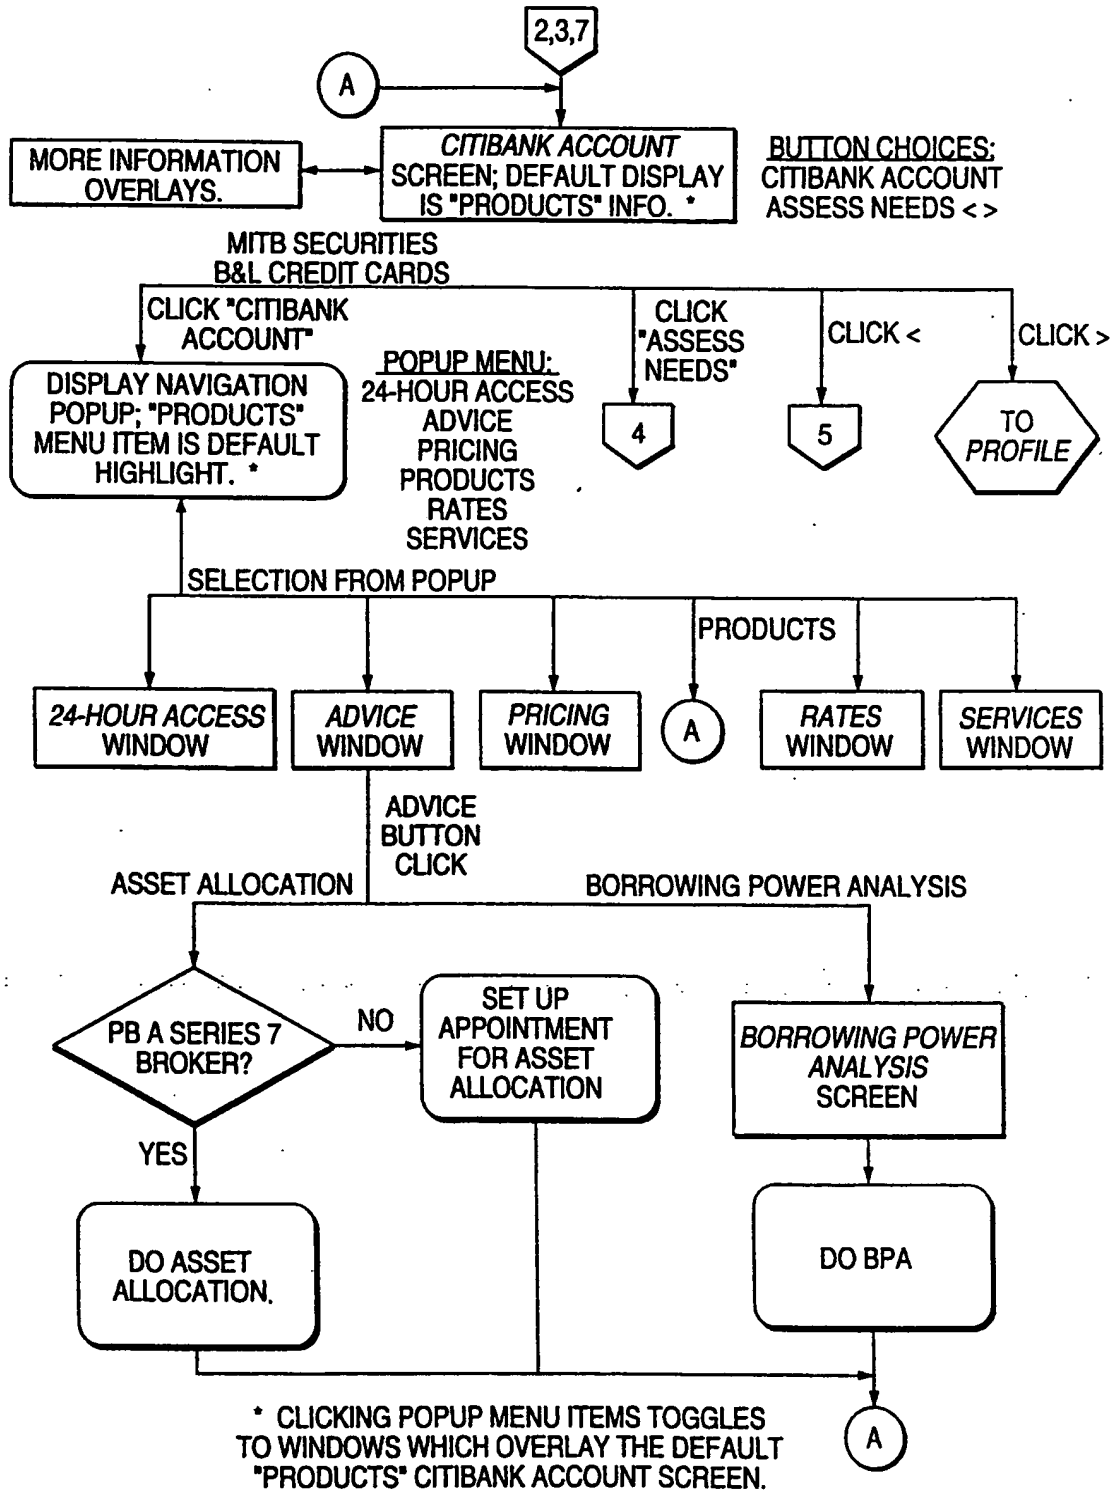 2,3,7
A
MORE INFORMATION
OVERLAYS.
CITIBANK ACCOUNT
SCREEN; DEFAULT DISPLAY
IS "PRODUCTS" INFO. *
BUTTON CHOICES:
CITIBANK ACCOUNT
ASSESS NEEDS < >
MITB SECURITIES
B&L CREDIT CARDS
CLICK "CITIBANK
ACCOUNT"
CLICK
"ASSESS
NEEDS"
CLICK <
CLICK >
DISPLAY NAVIGATION
POPUP; "PRODUCTS"
MENU ITEM IS DEFAULT
HIGHLIGHT. *
POPUP MENU:
24-HOUR ACCESS
ADVICE
PRICING
PRODUCTS
RATES
SERVICES
4
5
TO
PROFILE
SELECTION FROM POPUP
PRODUCTS
24-HOUR ACCESS
WINDOW
ADVICE
WINDOW
PRICING
WINDOW
A
RATES
WINDOW
SERVICES
WINDOW
ADVICE
BUTTON
CLICK
ASSET ALLOCATION
BORROWING POWER ANALYSIS
PB A SERIES 7
BROKER?
NO
SET UP
APPOINTMENT
FOR ASSET
ALLOCATION
BORROWING POWER
ANALYSIS
SCREEN
YES
DO ASSET
ALLOCATION.
DO BPA
* CLICKING POPUP MENU ITEMS TOGGLES
TO WINDOWS WHICH OVERLAY THE DEFAULT
"PRODUCTS" CITIBANK ACCOUNT SCREEN.
A